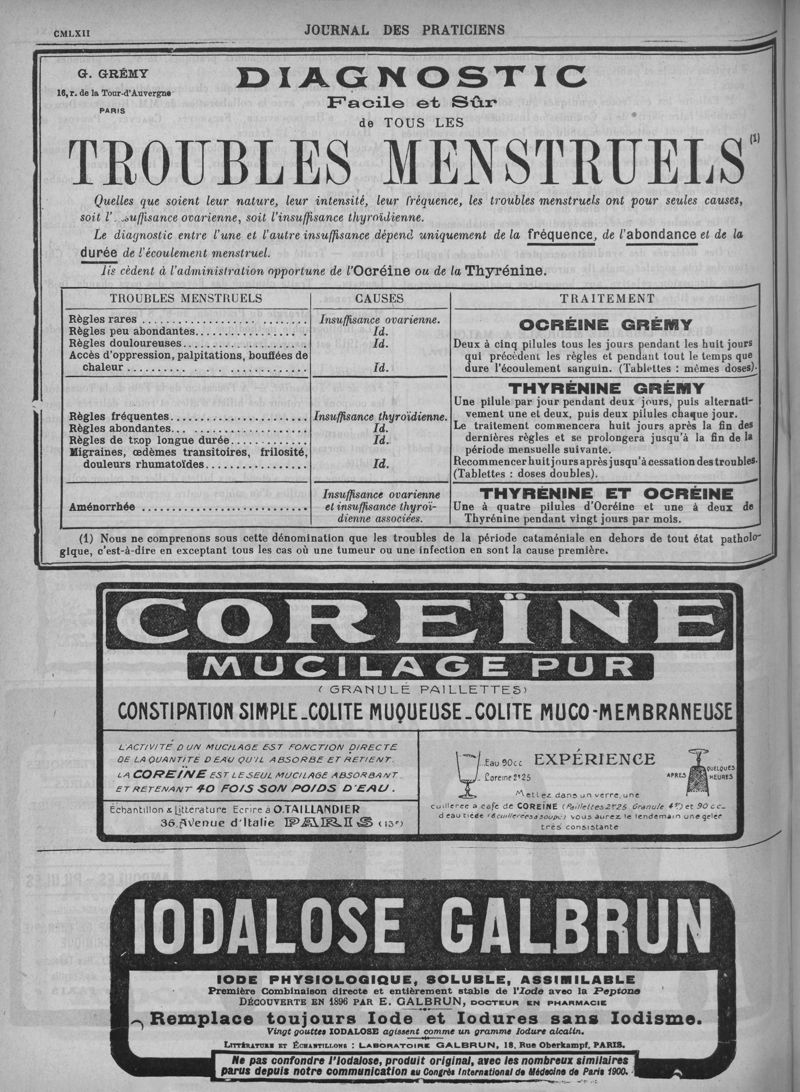 CMLXII
JOURNAL DES PRATICIENS
G. GRÉMY
16, r. de la Tour-d'Auvergne
PARIS
DIAGNOSTIC
Facile et Sûr
de TOUS LES
TROUBLES MENSTRUELS (1)
Quelles que soient leur nature, leur intensité, leur fréquence, les troubles menstruels ont pour seules causes,
soit l'  suffisance ovarienne, soit l'insuffisance thyroïdienne.
Le diagnostic entre l'une et l'autre insuffisance dépend uniquement de la fréquence, de l'abondance et de la
durée de l'écoulement menstruel.
Ils cèdent à l'administration opportune de l'Ocréine ou de la Thyrénine.
TROUBLES MENSTRUELS
CAUSES
TRAITEMENT
Règles rares
Insuffisance ovarienne.
Règles peu abondantes
Id.
Règles douloureuses
Id.
Accès d'oppression, palpitations, bouffées de
chaleur
Id.
OCRÉINE GRÉMY
Deux à cinq pilules tous les jours pendant les huit jours
qui précèdent les règles et pendant tout le temps que
dure l'écoulement sanguin. (Tablettes : mêmes doses).
Règles fréquentes
Insuffisance thyroïdienne.
Règles abondantes
Id.
Règles de trop longue durée
Id.
Migraines, œdèmes transitoires, frilosité,
douleurs rhumatoïdes
Id.
THYRÉNINE GRÉMY
Une pilule par jour pendant deux jours, puis alternati-
vement une et deux, puis deux pilules chaque jour.
Le traitement commencera huit jours après la fin des
dernières règles et se prolongera jusqu'à la fin de la
période mensuelle suivante.
Recommencer huit jours après jusqu'à cessation des troubles.
(Tablettes : doses doubles).
Aménorrhée
Insuffisance ovarienne
et insuffisance thyroï-
dienne associées.
THYRÉNINE ET OCRÉINE
Une à quatre pilules d'Ocréine et une à deux de
Thyrénine pendant vingt jours par mois.
(1) Nous ne comprenons sous cette dénomination que les troubles de la période cataméniale en dehors de tout état patholo-
gique, c'est-à-dire en exceptant tous les cas où une tumeur ou une infection en sont la cause première.
COREÏNE
MUCILAGE PUR
(GRANULÉ PAILLETTES)
CONSTIPATION SIMPLE_COLITE MUQUEUSE_COLITE MUCO-MEMBRANEUSE
L'ACTIVITÉ D'UN MUCILAGE EST FONCTION DIRECTE
DE LA QUANTITÉ D'EAU QU'IL ABSORBE ET RETIENT.
LA COREÏNE EST LE SEUL MUCILAGE ABSORBANT
ET RETENANT 40 FOIS SON POIDS D'EAU.
Échantillon & Littérature Ecrire à O.TAILLANDIER
36, Avenue d'Italie PARIS (13e)
EXPÉRIENCE
Eau 90cc
Coreïne 2g25
APRÈS
QUELQUES
HEURES
Mettez dans un verre, une
cuillerée à café de COREINE (Paillettes 2g25 Granulé 4g) et 90 cc.
d'eau tiède (6 cuillerées à soupe) vous aurez le lendemain une gelée
très consistante
IODALOSE GALBRUN
IODE PHYSIOLOGIQUE, SOLUBLE, ASSIMILABLE
Première Combinaison directe et entièrement stable de l'Iode avec la Peptone
DÉCOUVERTE EN 1896 PAR E. GALBRUN, DOCTEUR EN PHARMACIE
Remplace toujours Iode et Iodures sans Iodisme.
Vingt gouttes IODALOSE agissent comme un gramme Iodure alcalin.
LITTÉRATURE ET ÉCHANTILLONS : LABORATOIRE GALBRUN, 18, Rue Oberkampf, PARIS.
Ne pas confondre l'Iodalose, produit original, avec les nombreux similaires
parus depuis notre communication au Congrès International de Médecine de Paris 1900.